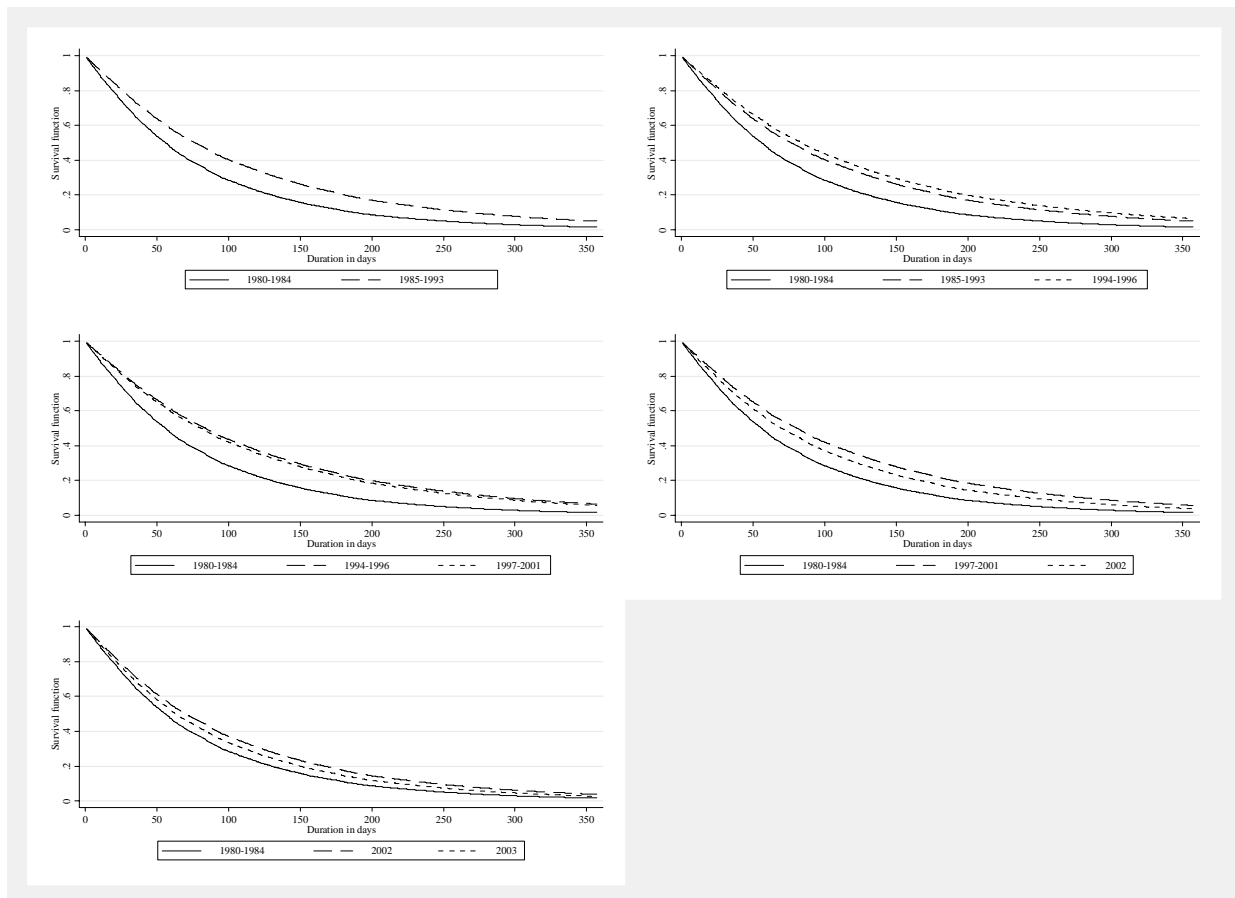 Survival function
0 .2 .4 .6 .8 1
0 50 100 150 200 250 300 350
Duration in days
1980-1984 1985-1993
Survival function
0 .2 .4 .6 .8 1
0 50 100 150 200 250 300 350
Duration in days
1980-1984 1985-1993 1994-1996
Survival function
0 .2 .4 .6 .8 1
0 50 100 150 200 250 300 350
Duration in days
1980-1984 1994-1996 1997-2001
Survival function
0 .2 .4 .6 .8 1
0 50 100 150 200 250 300 350
Duration in days
1980-1984 1997-2001 2002
Survival function
0 .2 .4 .6 .8 1
0 50 100 150 200 250 300 350
Duration in days
1980-1984 2002 2003